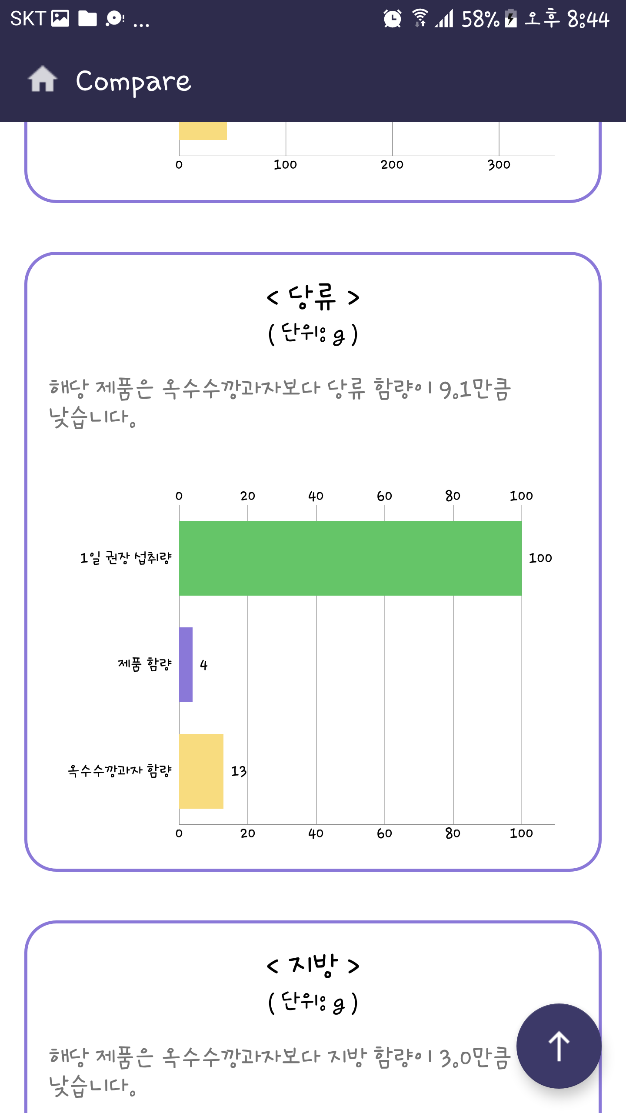 SKT ... 58% 오후 8:44
Compare
0 100 200 300
< 당류 >
(단위: g)
해당 제품은 옥수수깡과자보다 당류 함량이 9.1만큼
낮습니다.
0 20 40 60 80 100
1일 권장 섭취량 100
제품 함량 4
옥수수깡과자 함량 13
0 20 40 60 80 100
< 지방 >
(단위: g)
해당 제품은 옥수수깡과자보다 지방 함량이 3.0만큼
낮습니다.